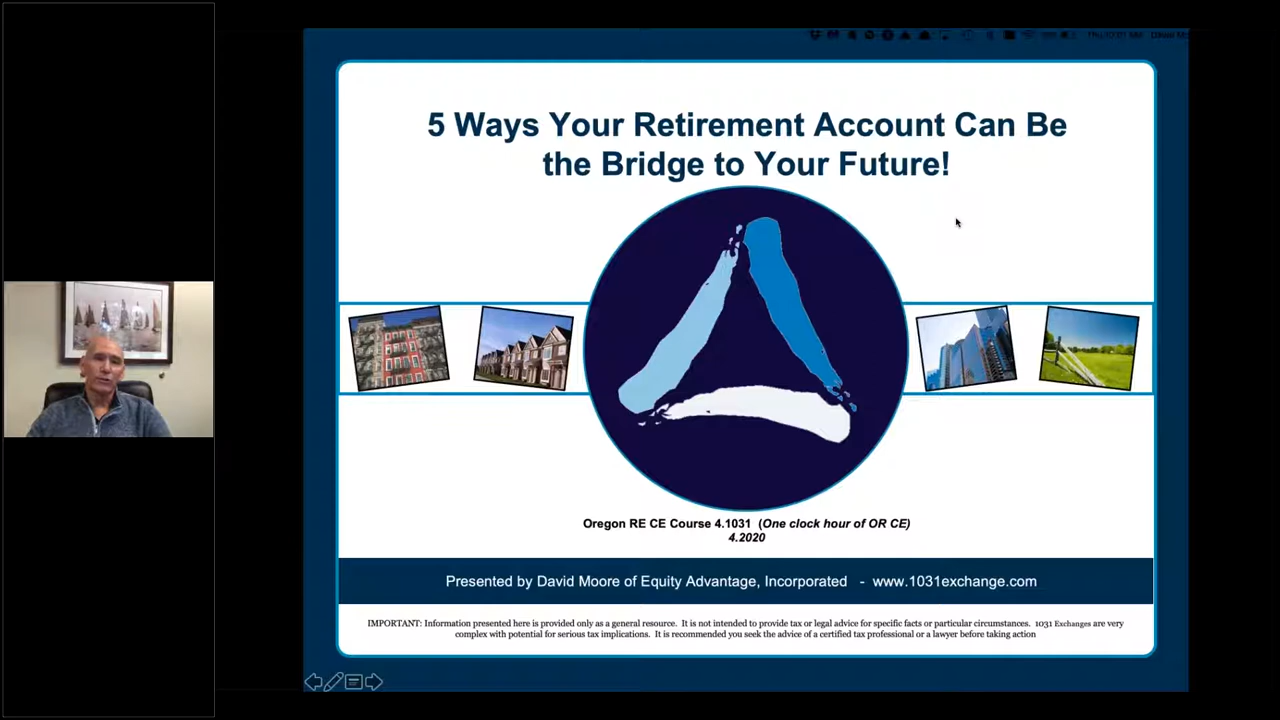 5 Ways Your Retirement Account Can Be
the Bridge to Your Future!
Oregon RE CE Course 4.1031 (One clock hour of OR CE)
4.2020
Presented by David Moore of Equity Advantage, Incorporated - www.1031exchange.com
IMPORTANT: Information presented here is provided only as a general resource. It is not intended to provide tax or legal advice for specific facts or particular circumstances. 1031 Exchanges are very
complex with potential for serious tax implications. It is recommended you seek the advice of a certified tax professional or a lawyer before taking action